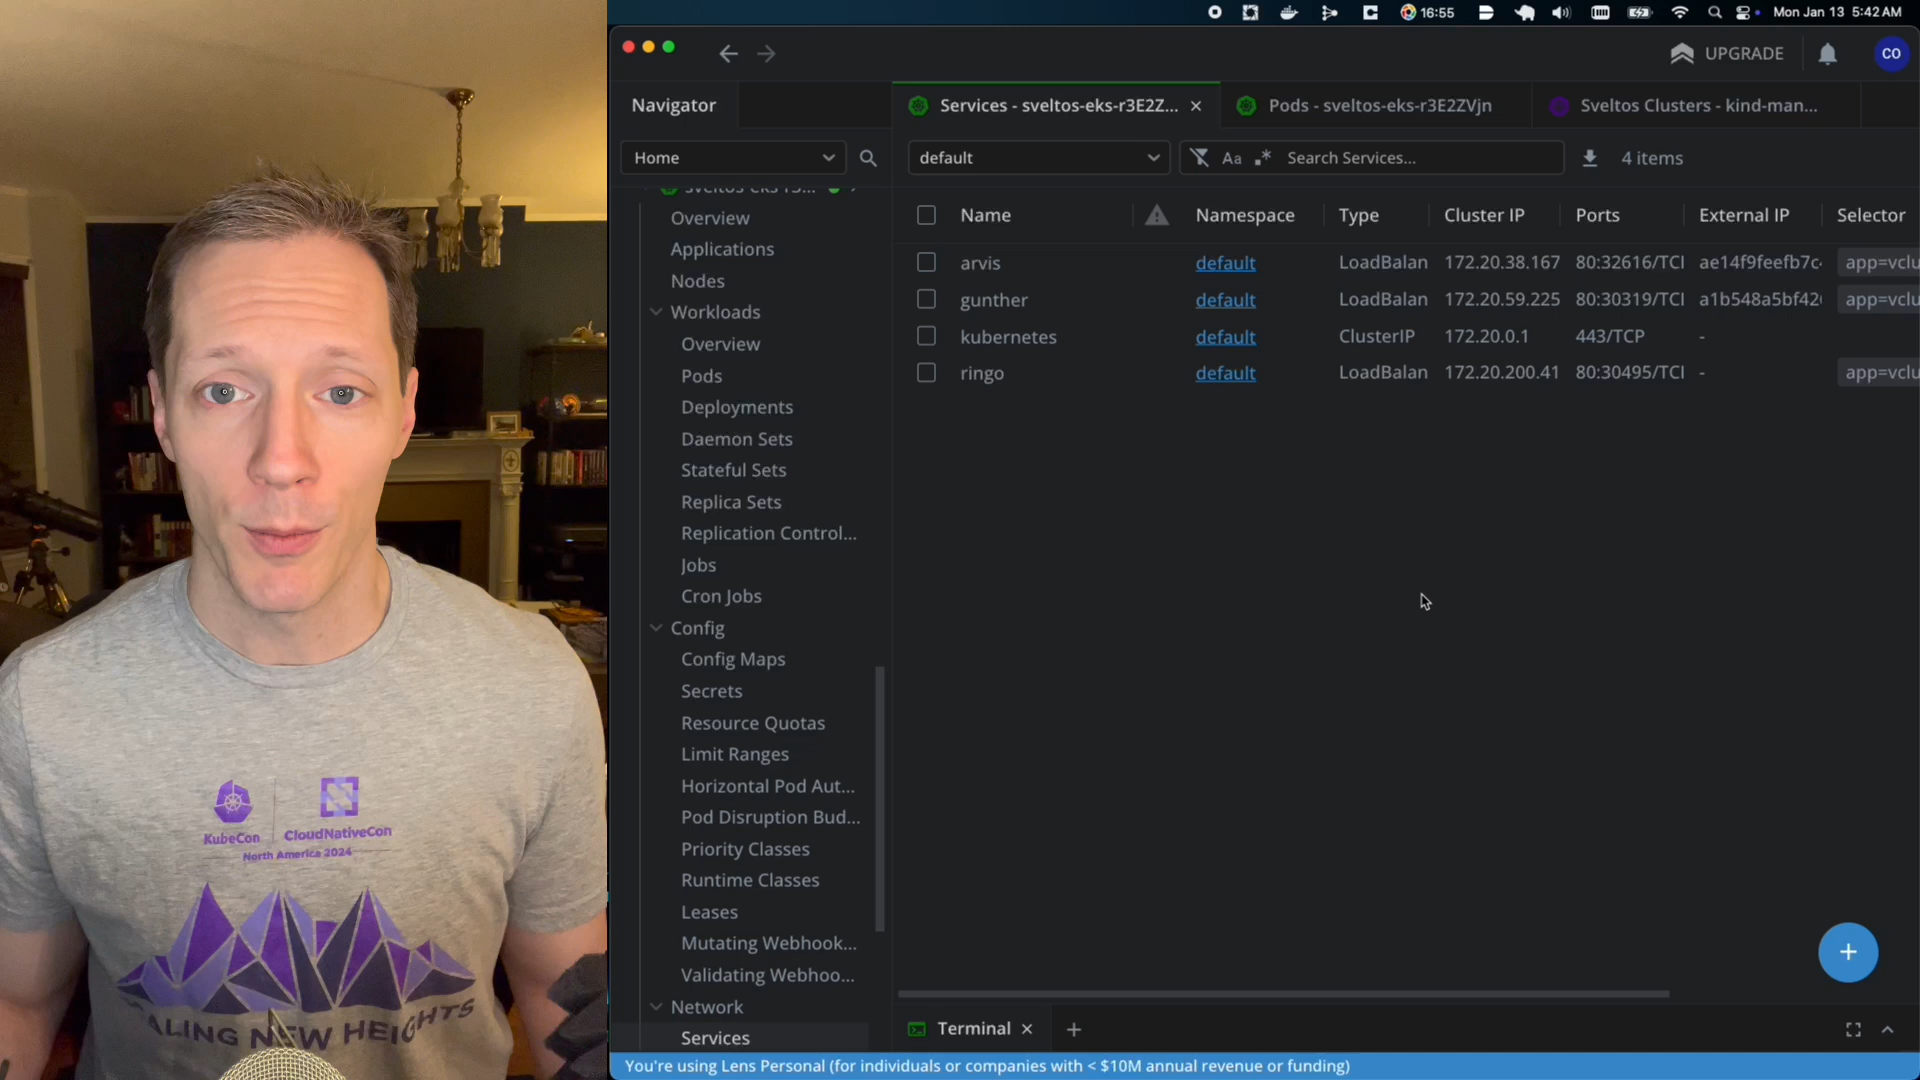 16:55
Mon Jan 13 5:42 AM
UPGRADE
CO
Navigator
Services - sveltos-eks-r3E2Z...
Pods - sveltos-eks-r3E2ZVjn
Sveltos Clusters - kind-man...
Home
default
Aa
Search Services...
4 items
Overview
Applications
Nodes
Workloads
Overview
Pods
Deployments
Daemon Sets
Stateful Sets
Replica Sets
Replication Control...
Jobs
Cron Jobs
Config
Config Maps
Secrets
Resource Quotas
Limit Ranges
Horizontal Pod Aut...
Pod Disruption Bud...
Priority Classes
Runtime Classes
Leases
Mutating Webhook...
Validating Webhoo...
Network
Services
Name Namespace Type Cluster IP Ports External IP Selector
arvis default LoadBalan 172.20.38.167 80:32616/TCP ae14f9feefb7c app=vclu
gunther default LoadBalan 172.20.59.225 80:30319/TCP a1b548a5bf42 app=vclu
kubernetes default ClusterIP 172.20.0.1 443/TCP -
ringo default LoadBalan 172.20.200.41 80:30495/TCP - app=vclu
Terminal
You're using Lens Personal (for individuals or companies with < $10M annual revenue or funding)
KubeCon CloudNativeCon
North America 2024
ALING NEW HEIGHTS